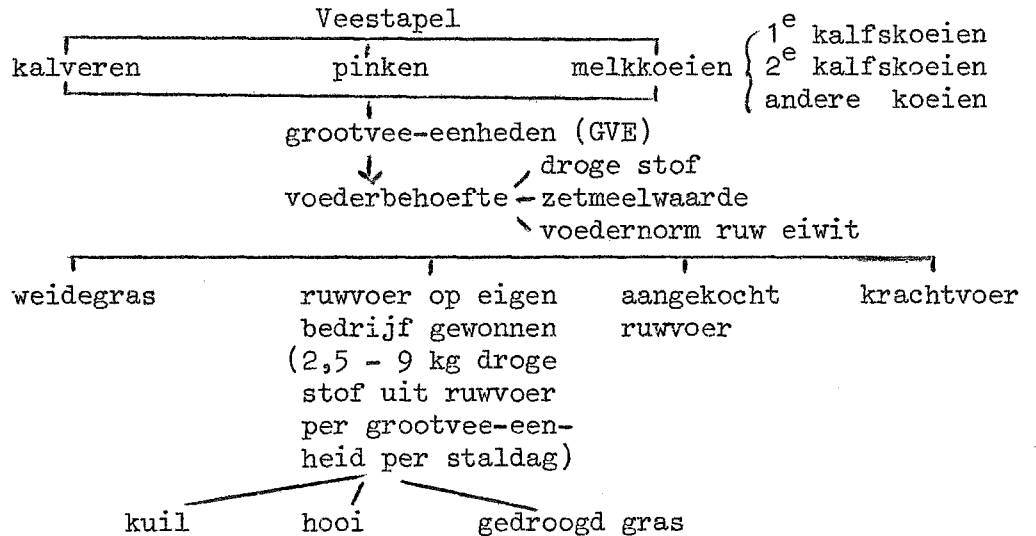 Veestapel
kalveren pinken melkkoeien 1e kalfskoeien
2e kalfskoeien
andere koeien
grootvee-eenheden (GVE)
droge stof
voederbehoefte zetmeelwaarde
voedernorm ruw eiwit
weidegras ruwvoer op eigen aangekocht krachtvoer
bedrijf gewonnen ruwvoer
(2,5 - 9 kg droge
stof uit ruwvoer
per grootvee-een-
heid per staldag)
kuil hooi gedroogd gras